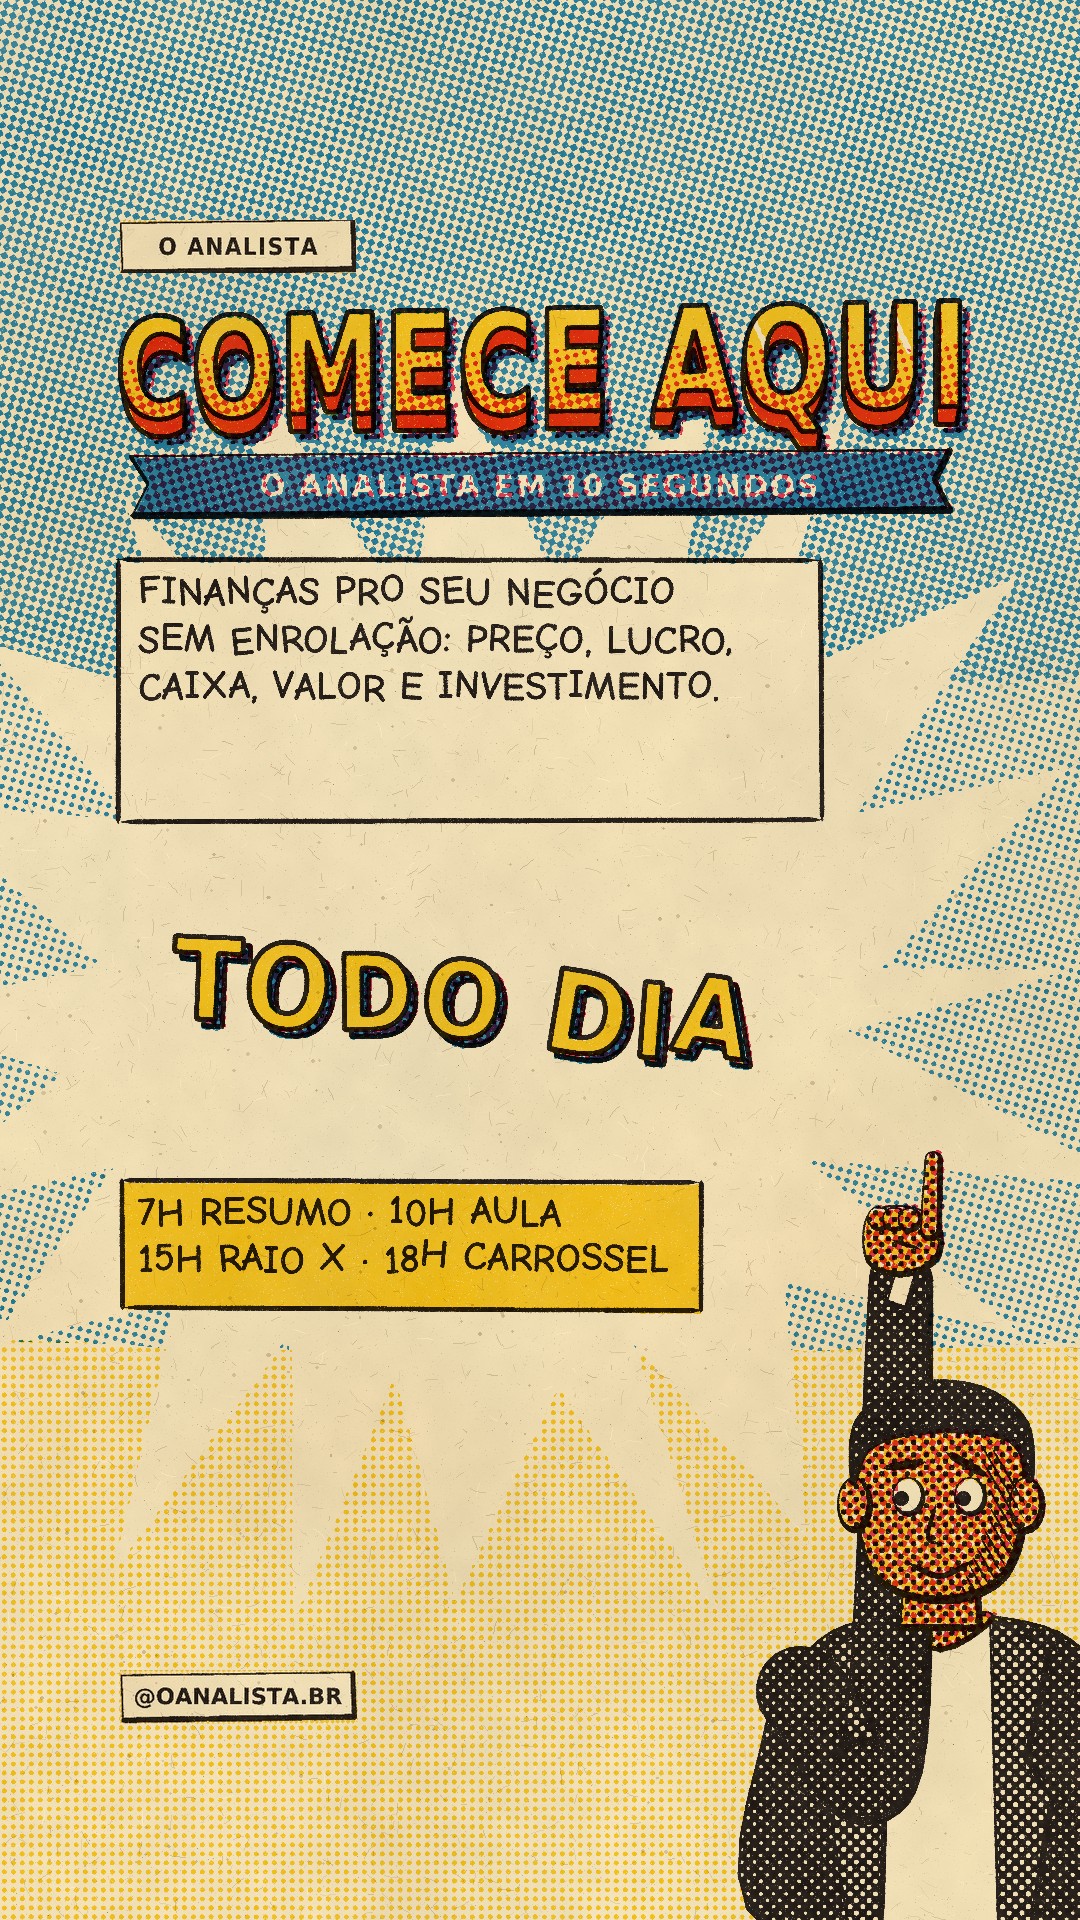 O ANALISTA
COMECE AQUI
O ANALISTA EM 10 SEGUNDOS
FINANÇAS PRO SEU NEGÓCIO
SEM ENROLAÇÃO: PREÇO, LUCRO,
CAIXA, VALOR E INVESTIMENTO.
TODO DIA
7H RESUMO · 10H AULA
15H RAIO X · 18H CARROSSEL
@OANALISTA.BR